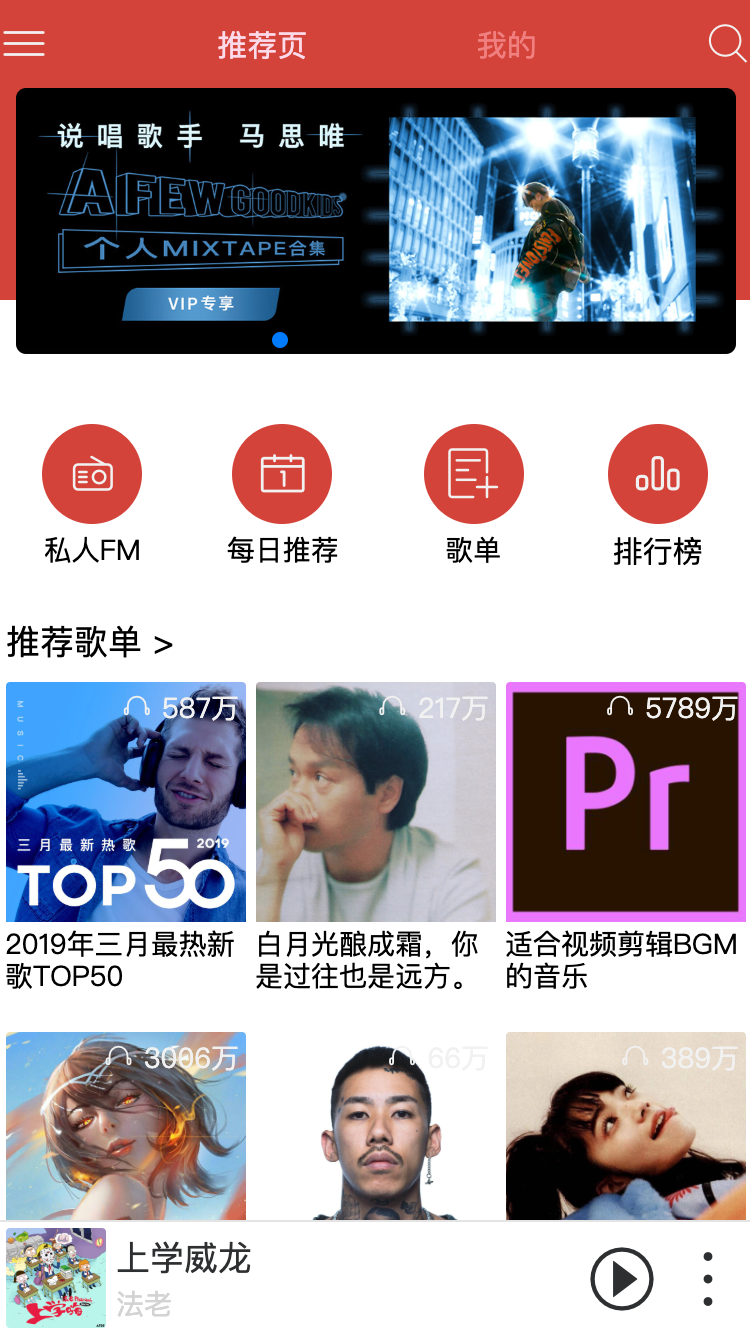 推荐页 我的
说唱歌手 马思唯
A FEW GOODKIDS
个人MIXTAPE合集
VIP专享
1
私人FM 每日推荐 歌单 排行榜
推荐歌单 >
587万 217万 5789万
MUSIC
Pr
三月最新热歌 2019
TOP50
2019年三月最热新歌TOP50
白月光酿成霜，你是过往也是远方。
适合视频剪辑BGM的音乐
3006万 66万 389万
上学威龙
法老